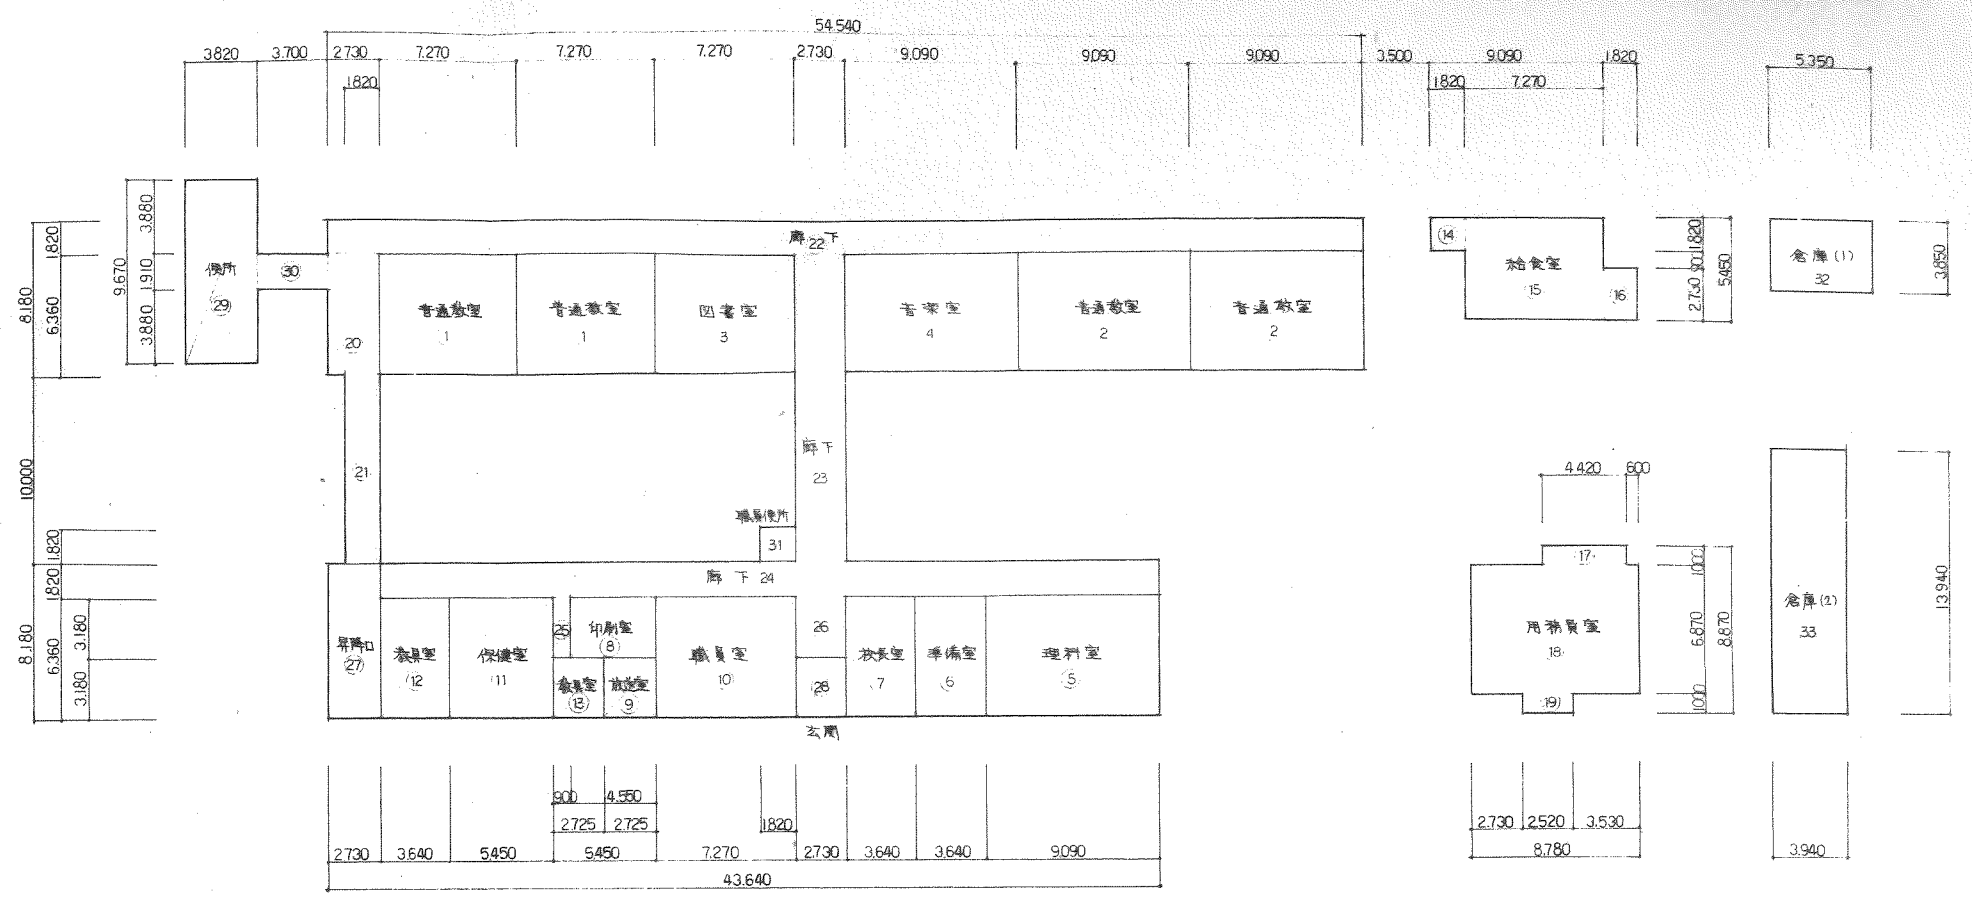 54.540
3.820 3.700 2.730 7.270 7.270 7.270 2.730 9.090 9.090 9.090 3.500 9.090 1.820 5.350
1.820 1.820 7.270
9.670 3.880 1.910 3.880
8.180 1.820 6.360
10.000
1.820
8.180 1.820 6.360 3.180 3.180
便所 29
30
廊下 22
普通教室 1
普通教室 1
図書室 3
音楽室 4
普通教室 2
普通教室 2
20
21
廊下 23
14
給食室 15
16
1.820 .910 2.730 5.450
倉庫(1) 32
3.850
職員便所
31
廊下 24
昇降口 27
教具室 12
保健室 11
25
印刷室 8
教具室 13
放送室 9
職員室 10
26
28
校長室 7
準備室 6
理科室 5
玄関
4.420 600
17
用務員室 18
19
1.000 6.870 1.000 8.870
倉庫(2) 33
13.940
900 4.550
2.725 2.725 1.820
2.730 3.640 5.450 5.450 7.270 2.730 3.640 3.640 9.090
43.640
2.730 2.520 3.530
8.780
3.940